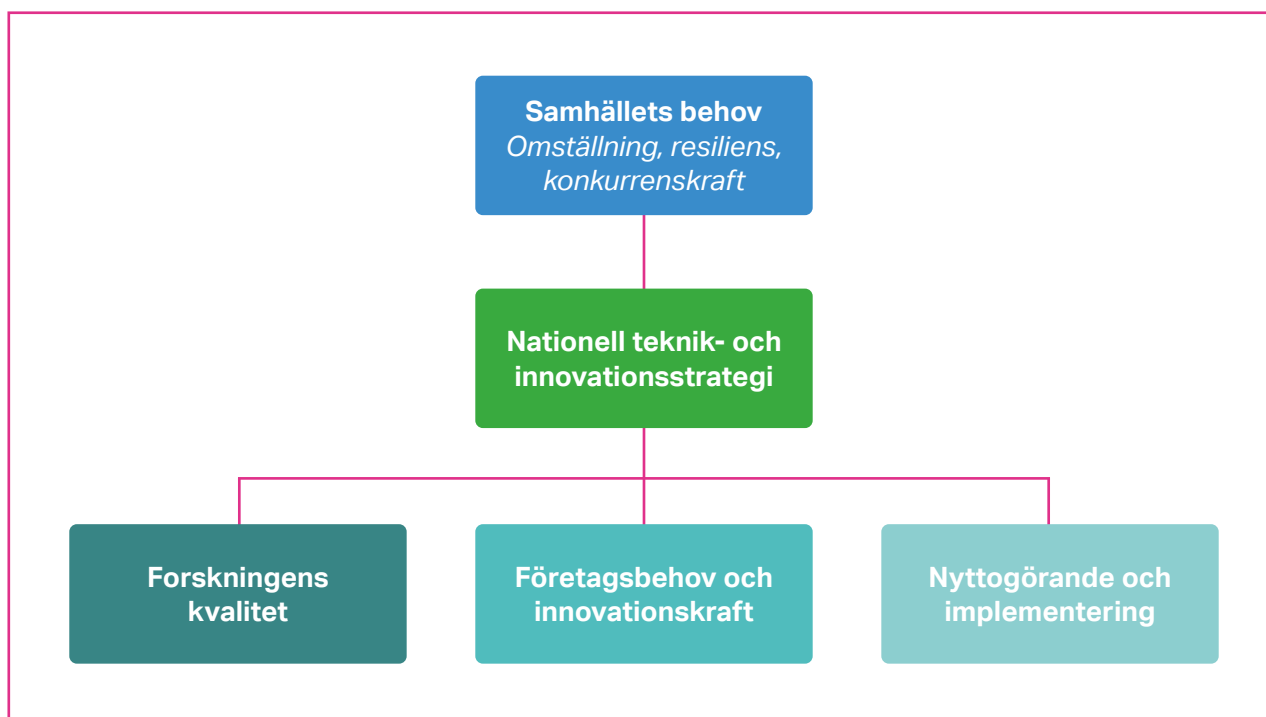 Samhällets behov
Omställning, resiliens,
konkurrenskraft
Nationell teknik- och
innovationsstrategi
Forskningens
kvalitet
Företagsbehov och
innovationskraft
Nyttogörande och
implementering